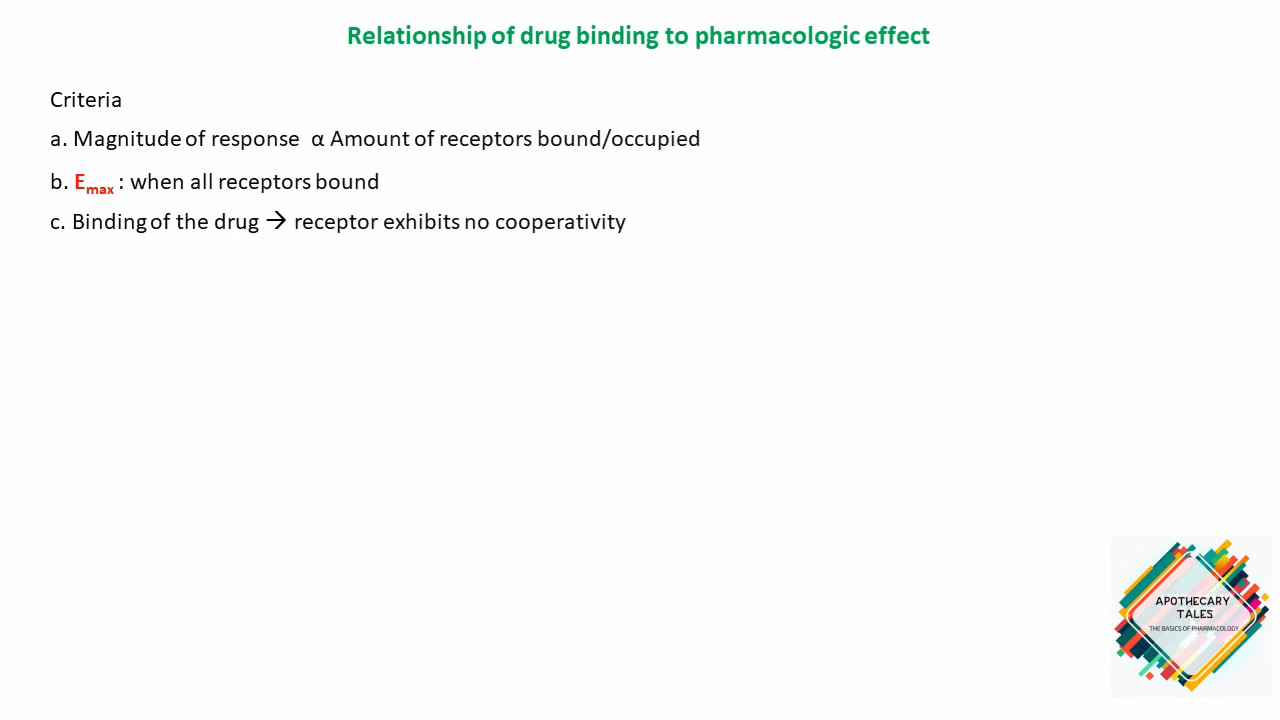 Relationship of drug binding to pharmacologic effect
Criteria
a. Magnitude of response α Amount of receptors bound/occupied
b. Emax : when all receptors bound
c. Binding of the drug → receptor exhibits no cooperativity
APOTHECARY
TALES
THE BASICS OF PHARMACOLOGY